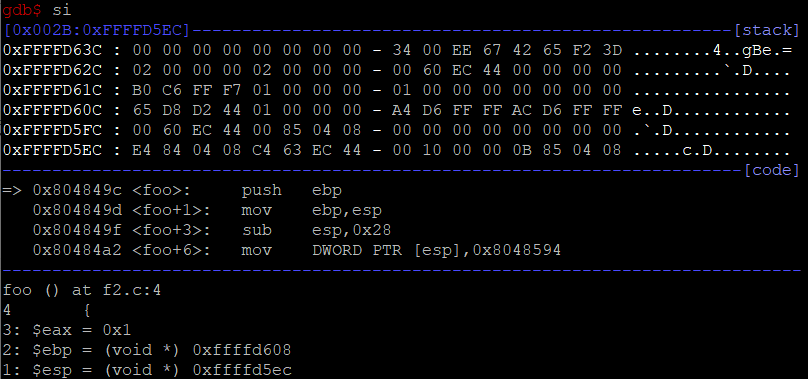 gdb$ si
[0x002B:0xFFFFD5EC]------------------------------------------------------[stack]
0xFFFFD63C : 00 00 00 00 00 00 00 00 - 34 00 EE 67 42 65 F2 3D ........4..gBe.=
0xFFFFD62C : 02 00 00 00 02 00 00 00 - 00 60 EC 44 00 00 00 00 .........`.D....
0xFFFFD61C : B0 C6 FF F7 01 00 00 00 - 01 00 00 00 00 00 00 00 ................
0xFFFFD60C : 65 D8 D2 44 01 00 00 00 - A4 D6 FF FF AC D6 FF FF e..D............
0xFFFFD5FC : 00 60 EC 44 00 85 04 08 - 00 00 00 00 00 00 00 00 .`.D............
0xFFFFD5EC : E4 84 04 08 C4 63 EC 44 - 00 10 00 00 0B 85 04 08 .....c.D........
--------------------------------------------------------------------------[code]
=> 0x804849c <foo>: push ebp
0x804849d <foo+1>: mov ebp,esp
0x804849f <foo+3>: sub esp,0x28
0x80484a2 <foo+6>: mov DWORD PTR [esp],0x8048594
--------------------------------------------------------------------------------
foo () at f2.c:4
4 {
3: $eax = 0x1
2: $ebp = (void *) 0xffffd608
1: $esp = (void *) 0xffffd5ec